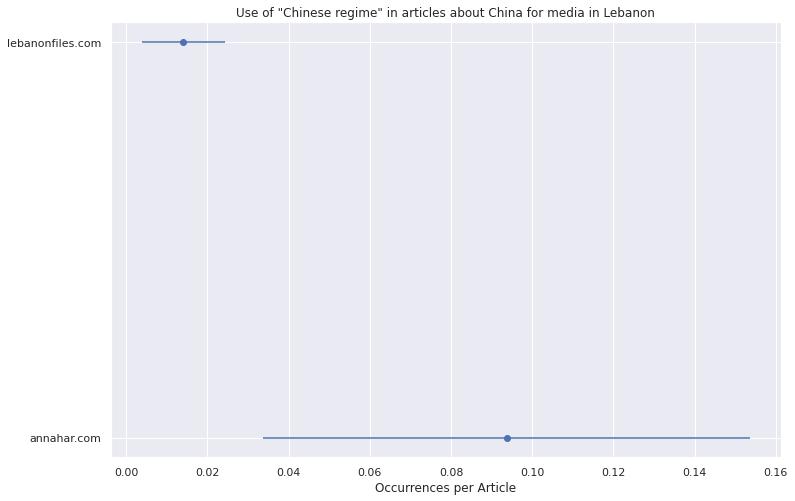 Use of "Chinese regime" in articles about China for media in Lebanon
lebanonfiles.com
annahar.com
0.00 0.02 0.04 0.06 0.08 0.10 0.12 0.14 0.16
Occurrences per Article